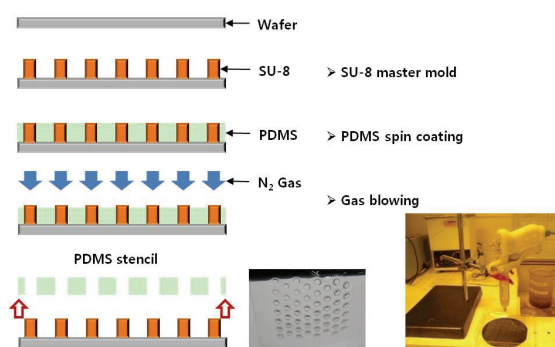 Wafer
SU-8
➢ SU-8 master mold
PDMS
➢ PDMS spin coating
N₂ Gas
➢ Gas blowing
PDMS stencil